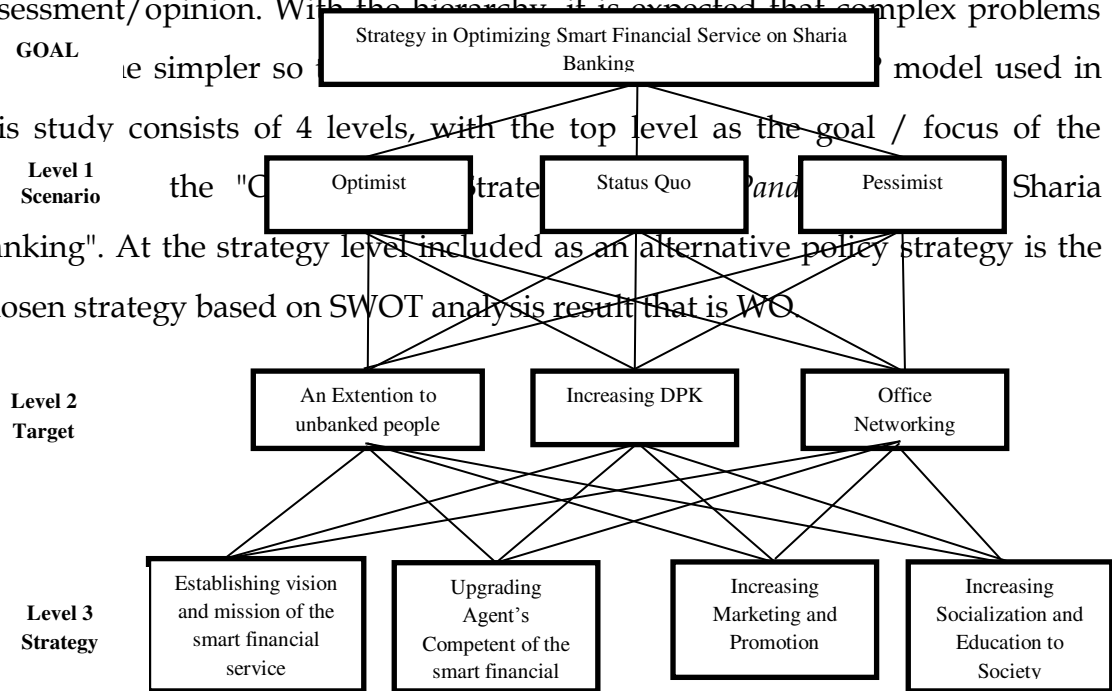 sessment/opinion. With the hierarchy, it is expected that complex problems
GOAL
Strategy in Optimizing Smart Financial Service on Sharia
Banking
e simpler so
model used in
is study consists of 4 levels, with the top level as the goal / focus of the
Level 1
Scenario
the "
Optimist
Status Quo
Pessimist
Sharia
anking". At the strategy level included as an alternative policy strategy is the
osen strategy based on SWOT analysis result that is WO.
Level 2
Target
An Extention to
unbanked people
Increasing DPK
Office
Networking
Level 3
Strategy
Establishing vision
and mission of the
smart financial
service
Upgrading
Agent's
Competent of the
smart financial
Increasing
Marketing and
Promotion
Increasing
Socialization and
Education to
Society